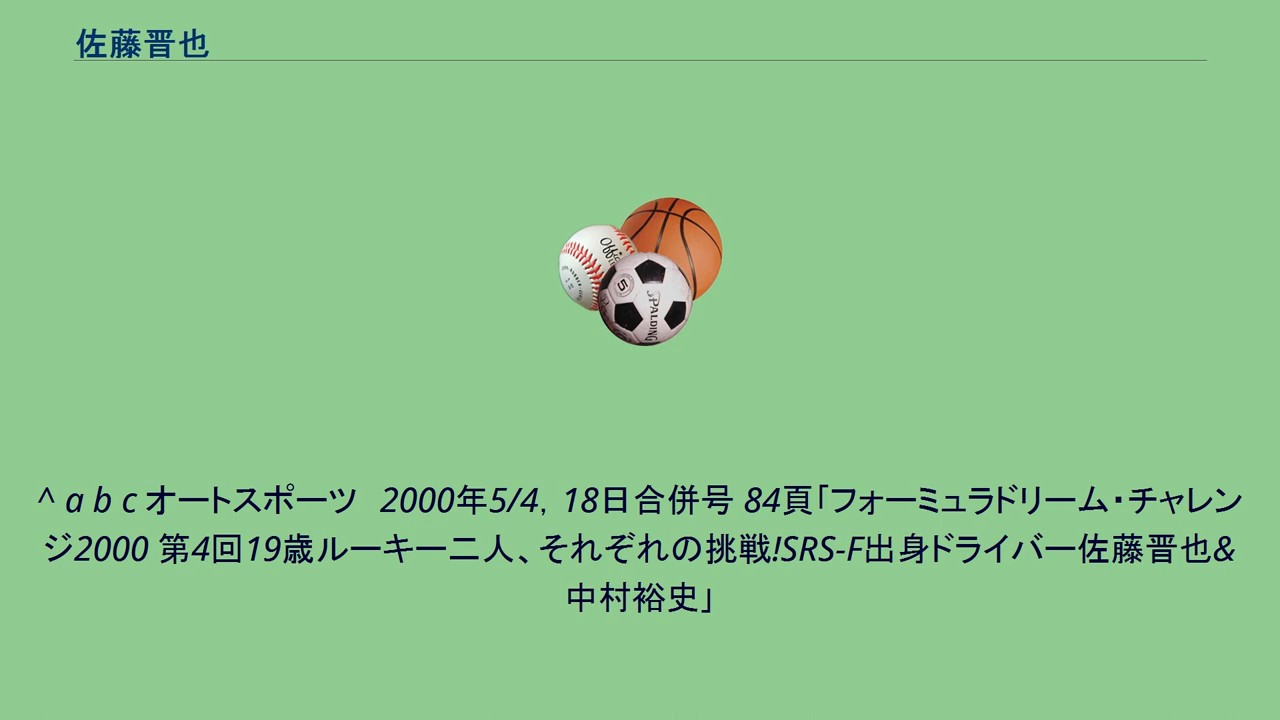 佐藤晋也
Offici
5
SPALDING
^ a b c オートスポーツ　2000年5/4，18日合併号 84頁「フォーミュラドリーム・チャレン
ジ2000 第4回19歳ルーキー二人、それぞれの挑戦!SRS-F出身ドライバー佐藤晋也&
中村裕史」